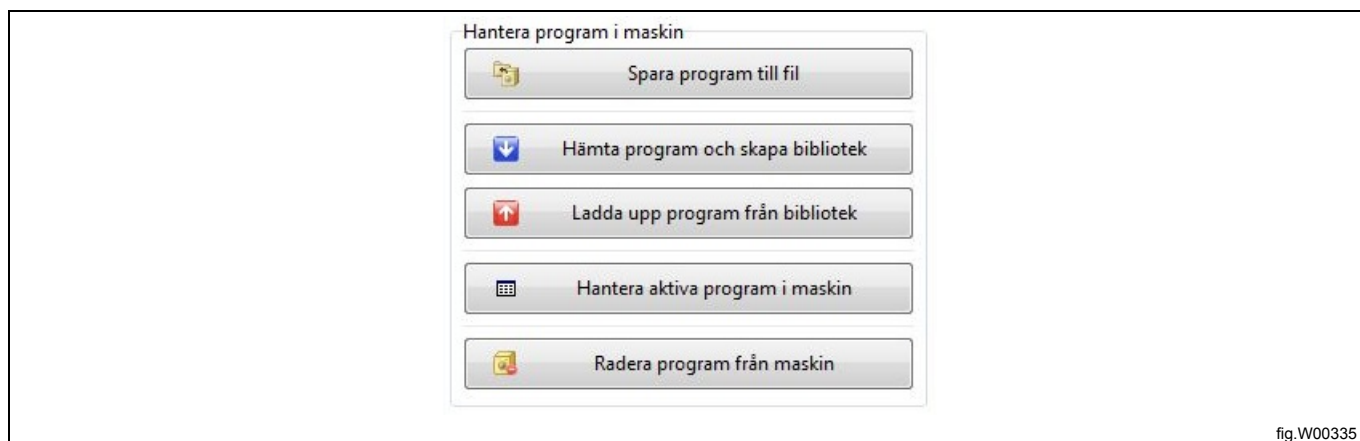 Hantera program i maskin
Spara program till fil
Hämta program och skapa bibliotek
Ladda upp program från bibliotek
Hantera aktiva program i maskin
Radera program från maskin
fig.W00335